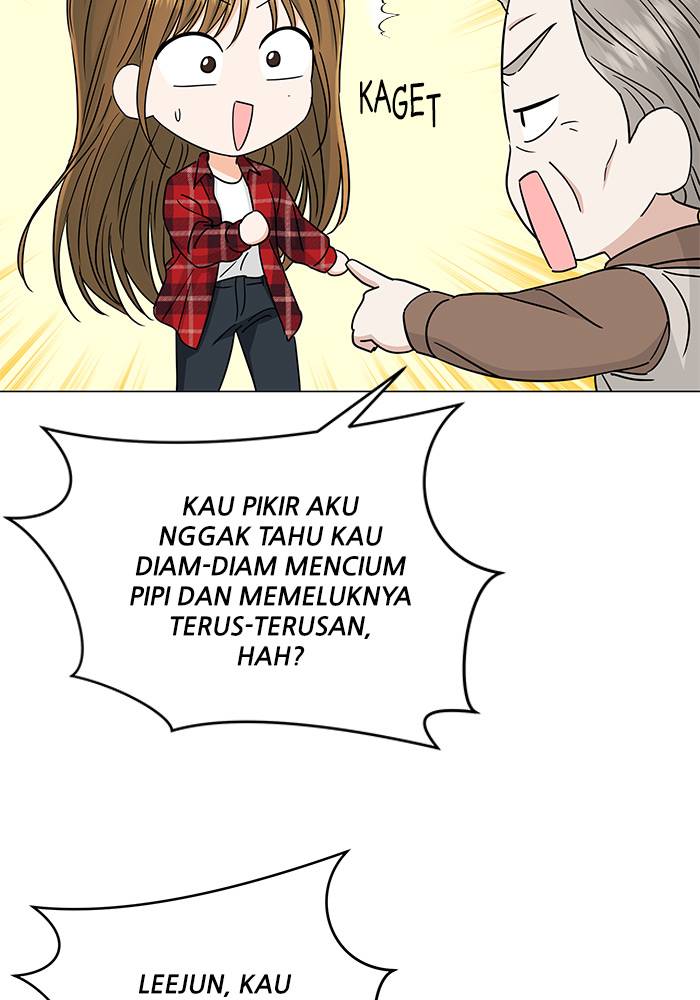 KAGET
KAU PIKIR AKU
NGGAK TAHU KAU
DIAM-DIAM MENCIUM
PIPI DAN MEMELUKNYA
TERUS-TERUSAN,
HAH?
LEEJUN, KAU